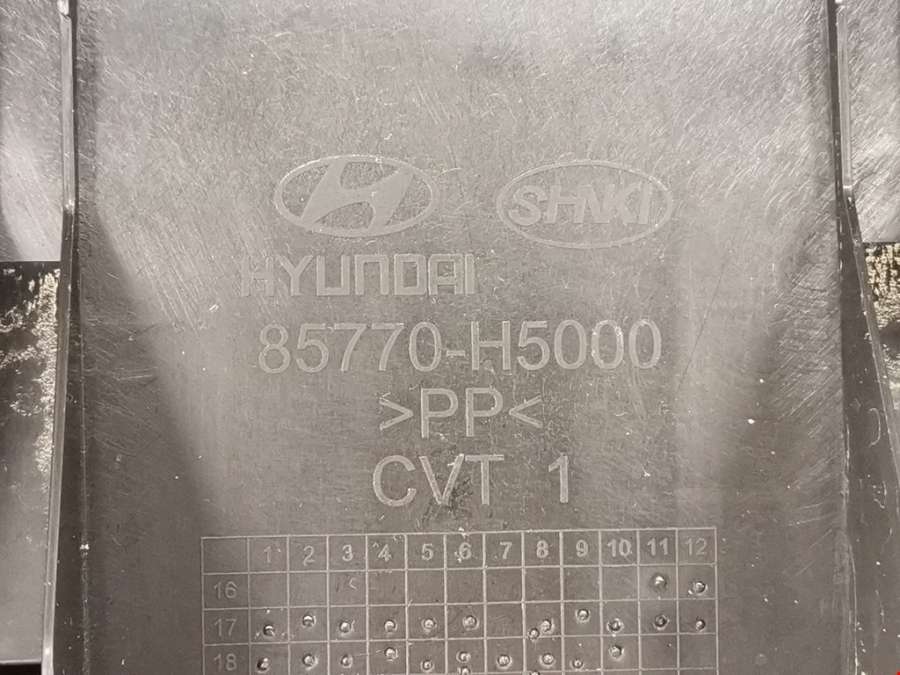 SHNKI
HYUNDAI
85770-H5000
>PP<
CVT 1
1 2 3 4 5 6 7 8 9 10 11 12
16
17
18